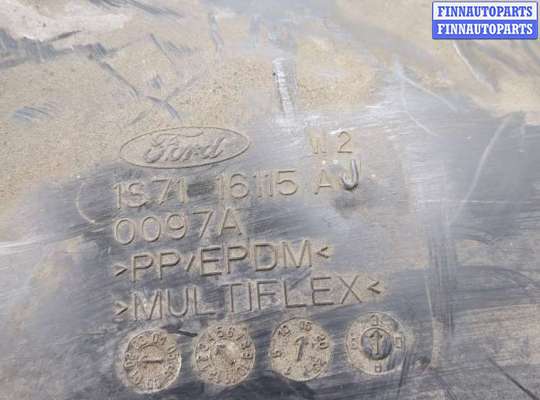 FINNAUTOPARTS
FINNAUTOPARTS
Ford
1S71 16115 AJ
0097A
>PP/EPDM<
>MULTIFLEX<